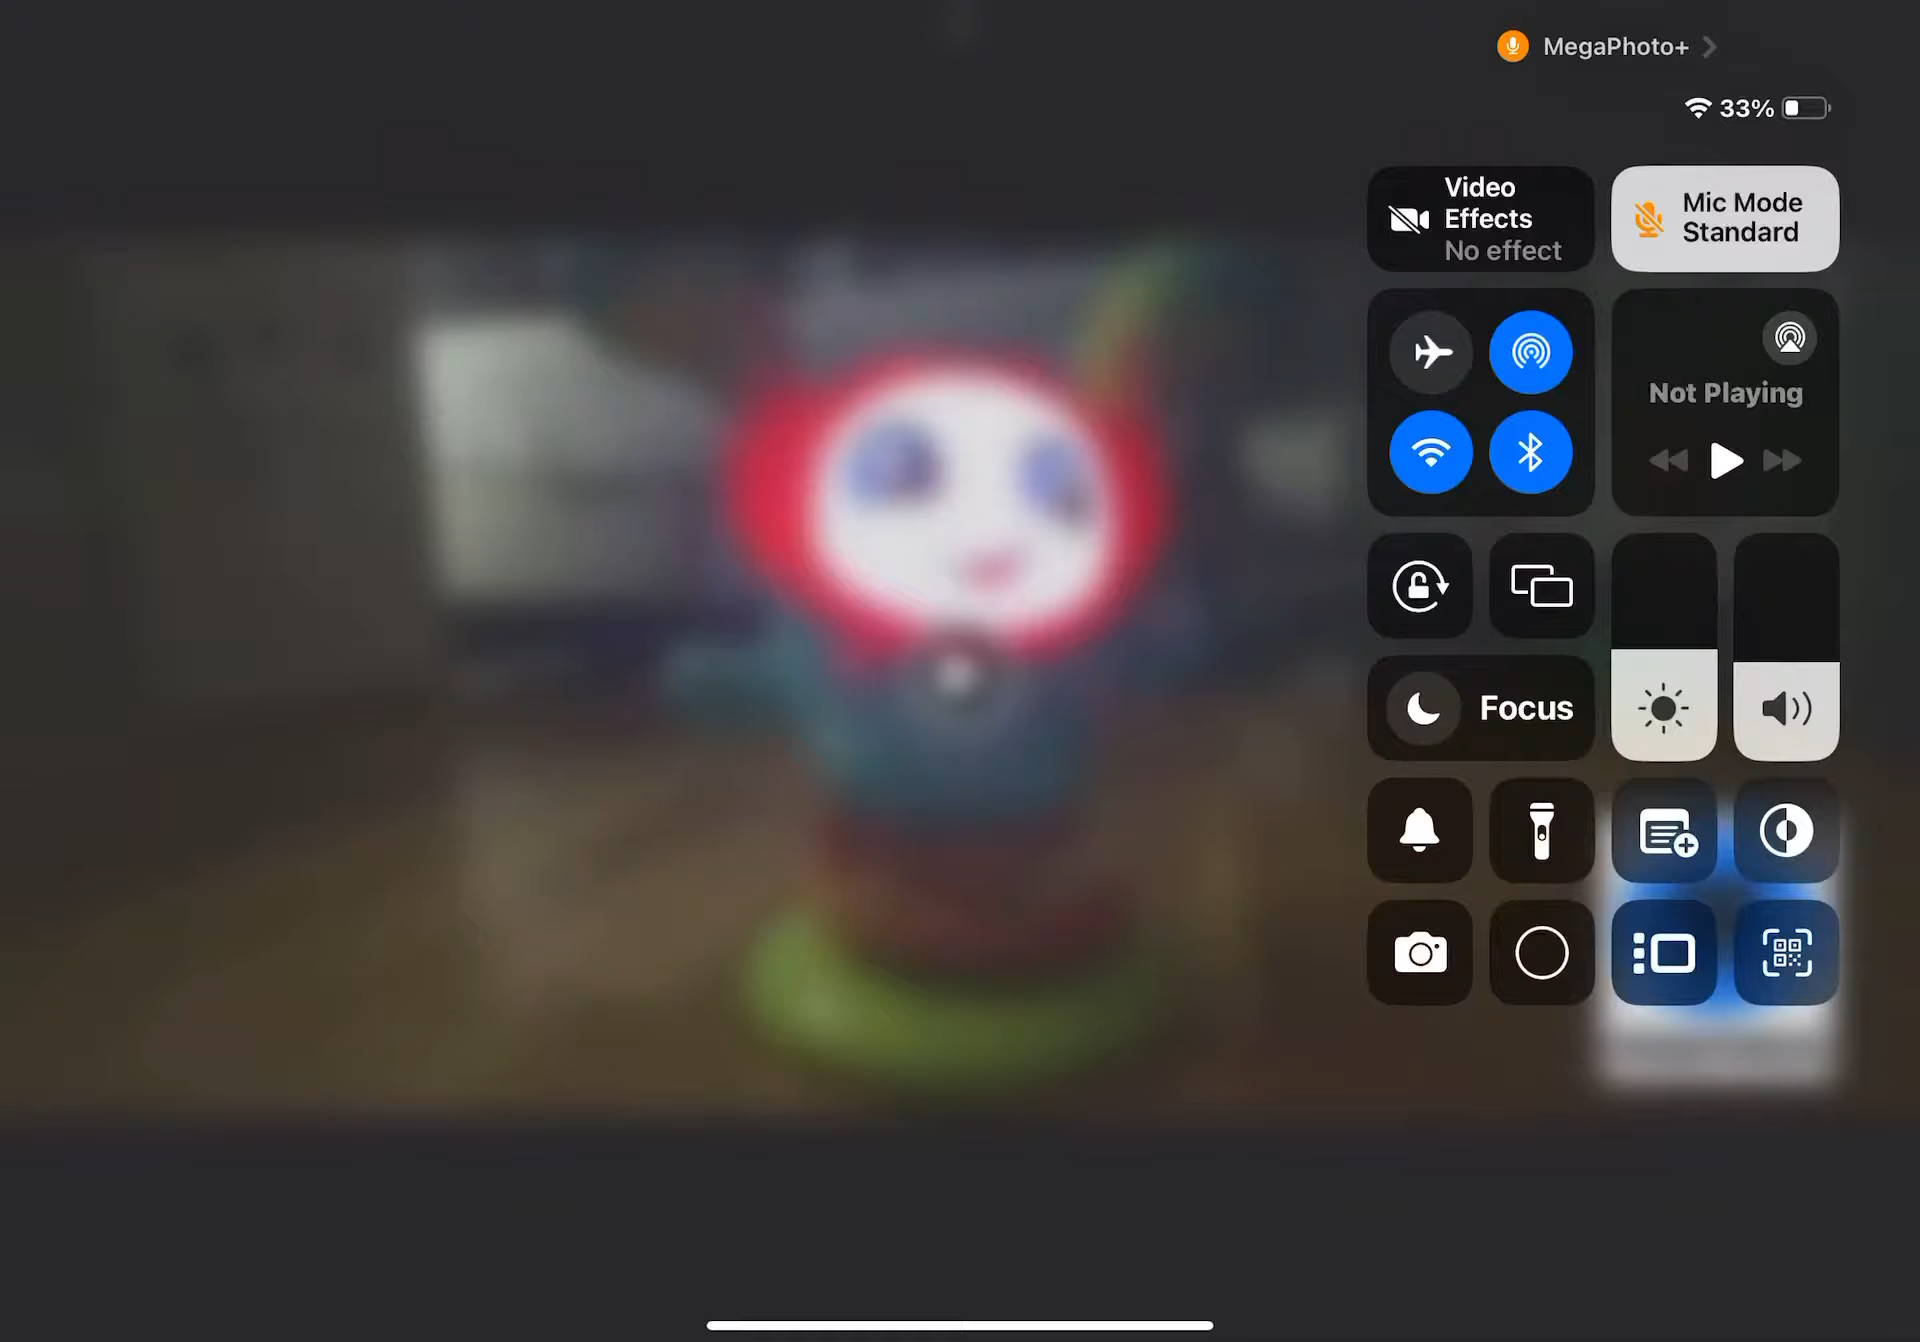 MegaPhoto+
33%
Video
Effects
No effect
Mic Mode
Standard
Not Playing
Focus